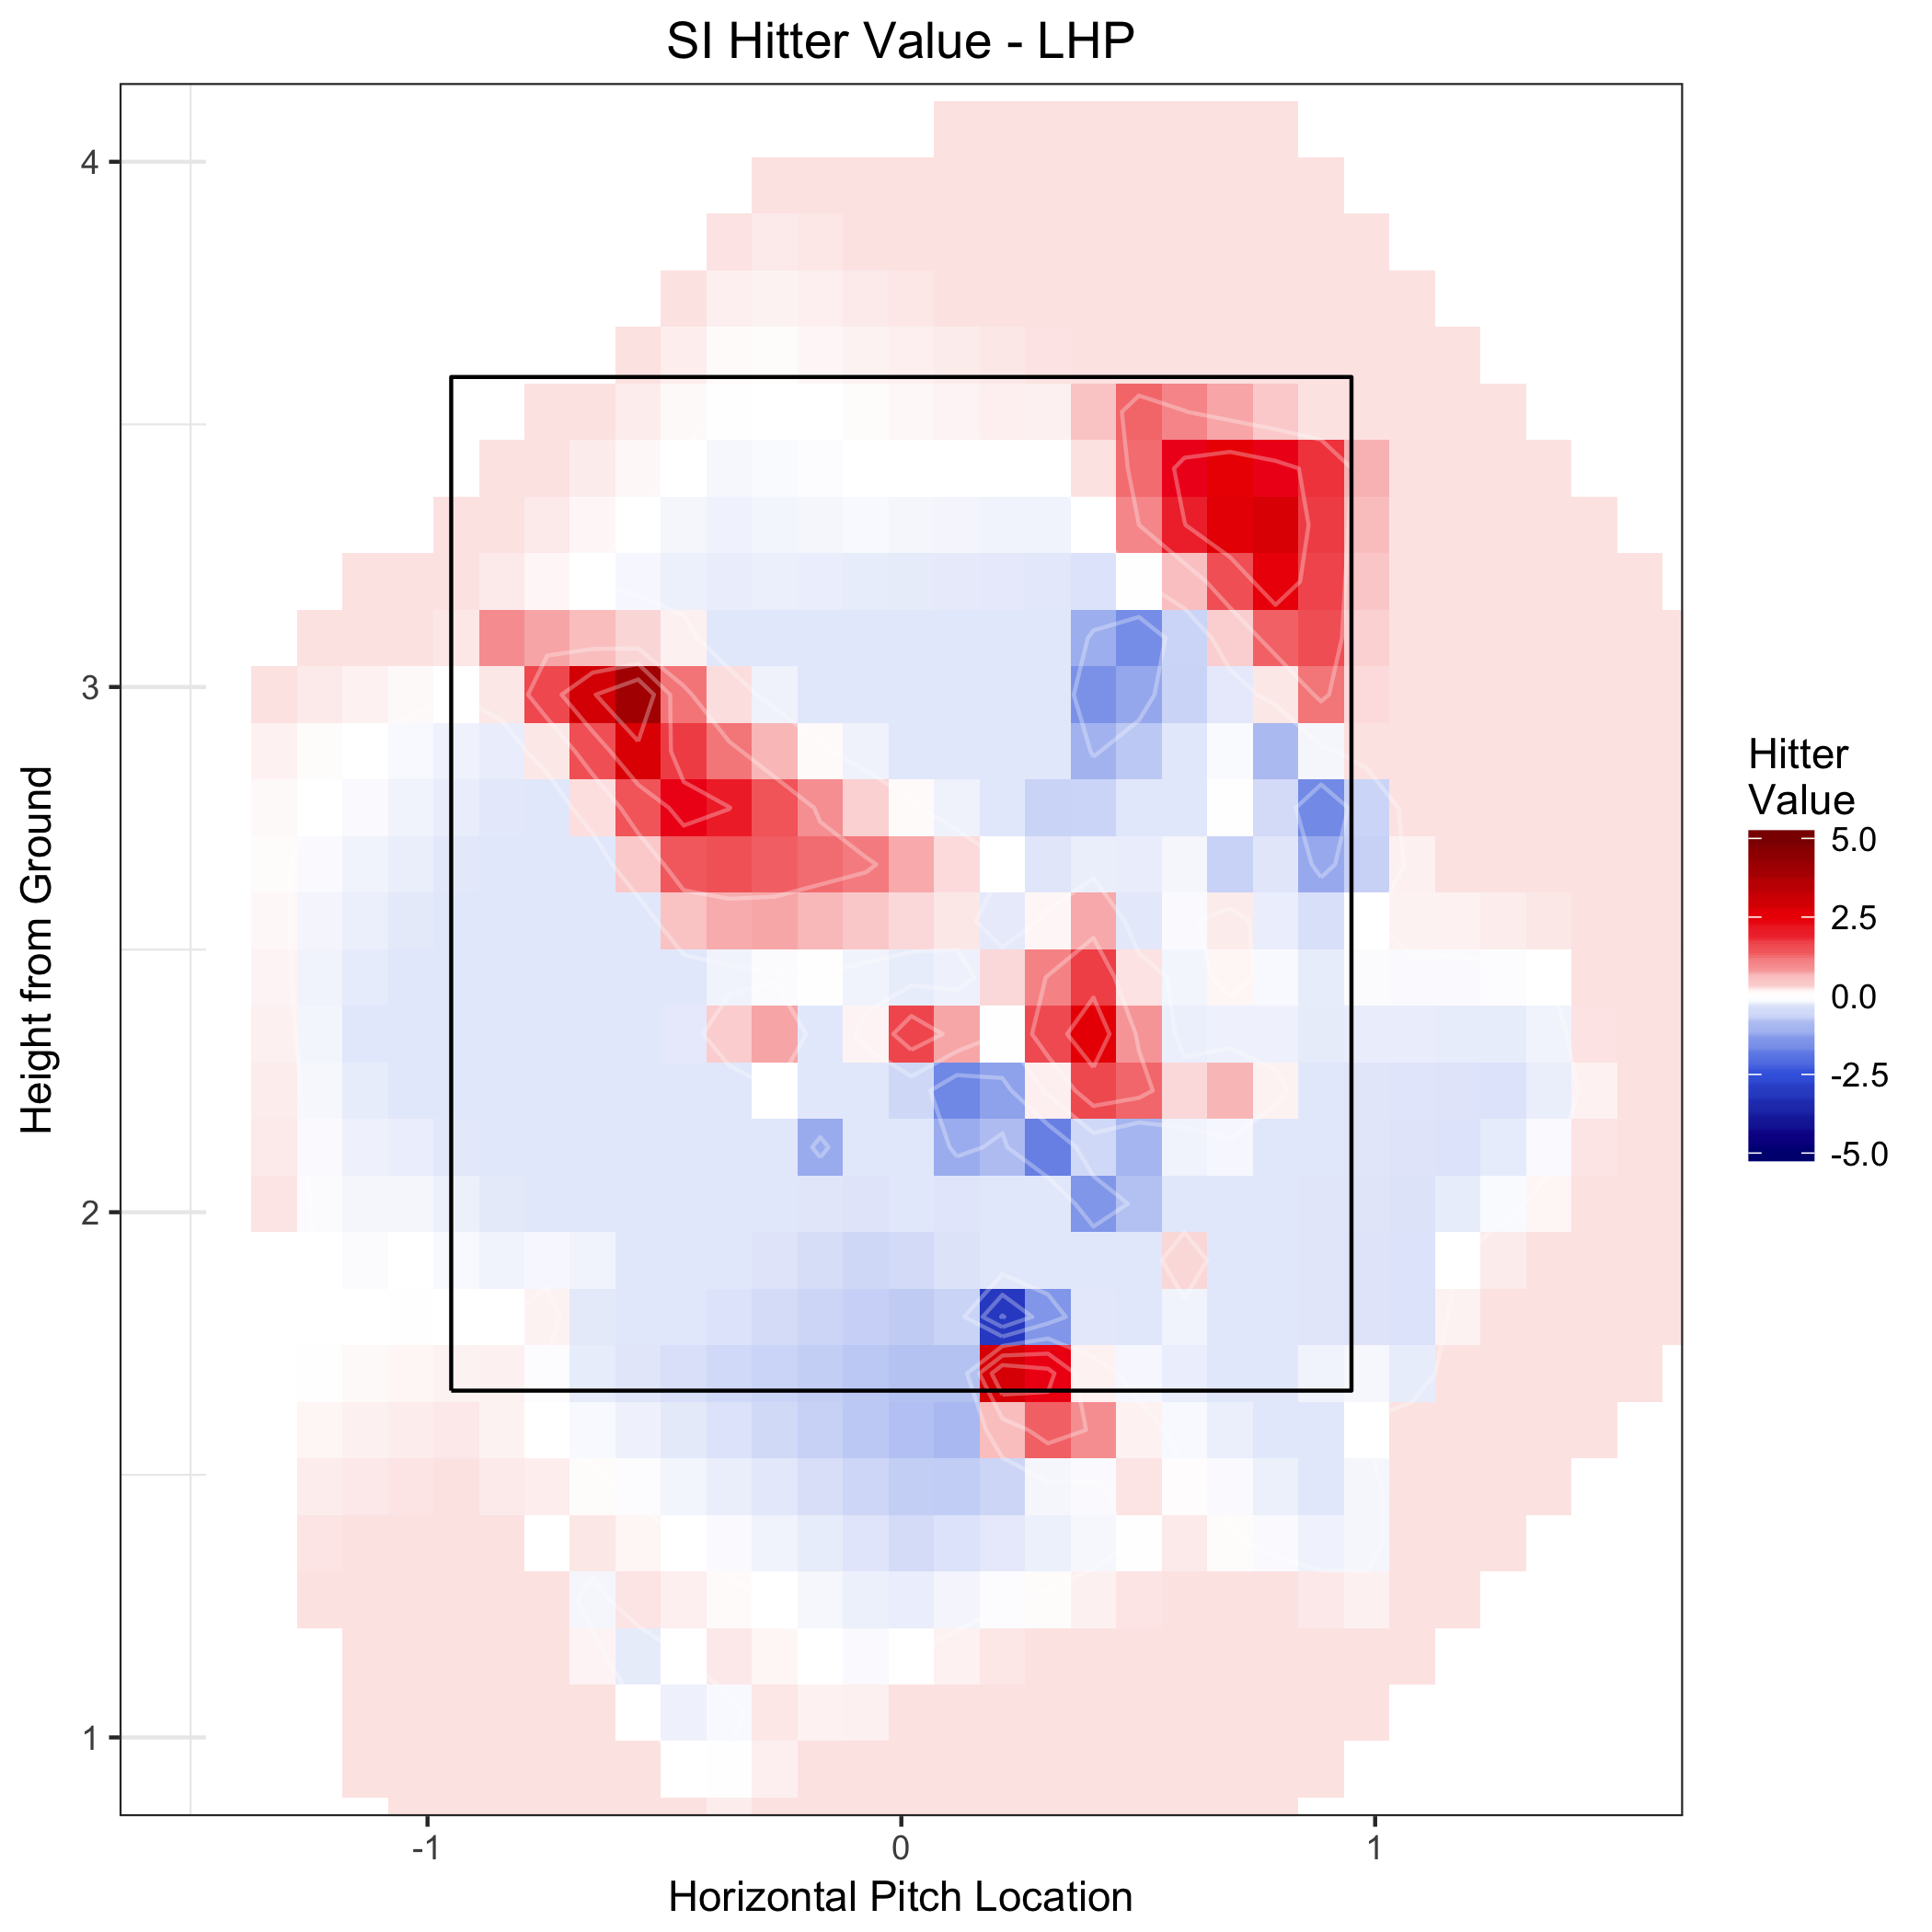 SI Hitter Value - LHP
4
3
2
1
Height from Ground
-1 0 1
Horizontal Pitch Location
Hitter
Value
5.0
2.5
0.0
-2.5
-5.0